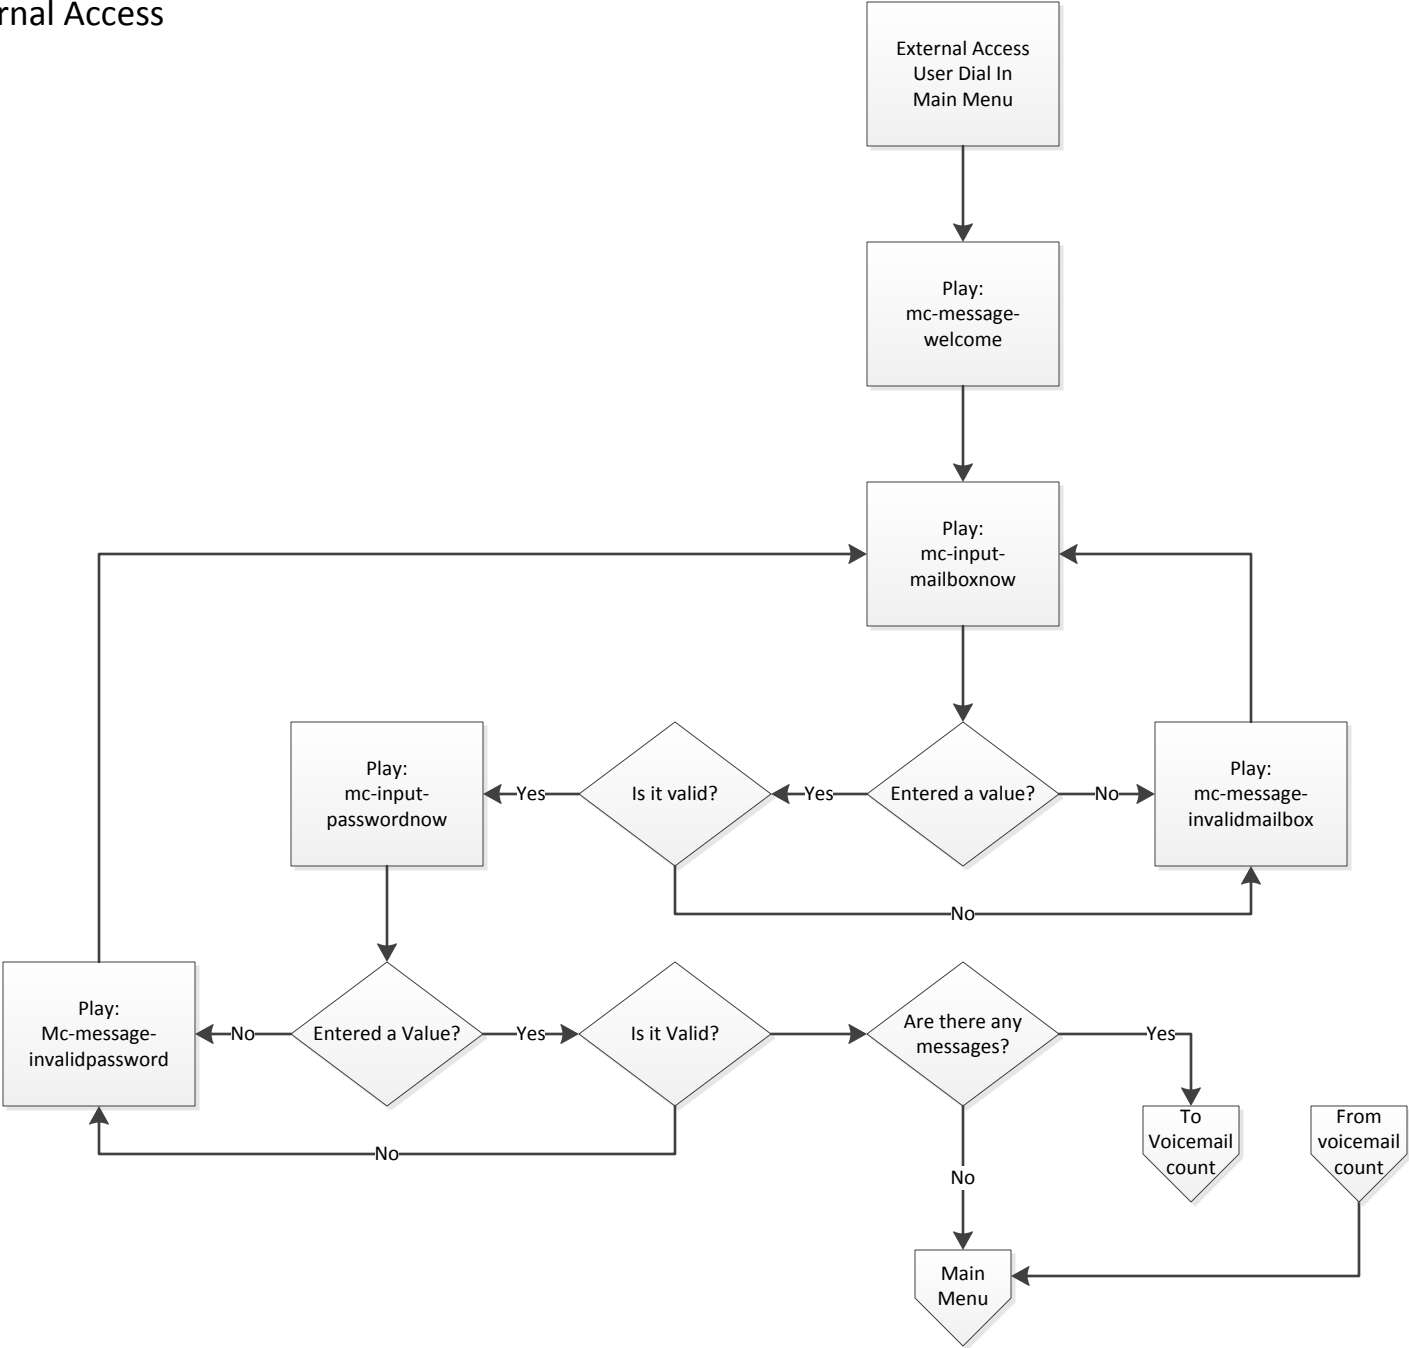 rnal Access
External Access
User Dial In
Main Menu
Play:
mc-message-
welcome
Play:
mc-input-
mailboxnow
Play:
mc-input-
passwordnow
Yes
Is it valid?
Yes
Entered a value?
No
Play:
mc-message-
invalidmailbox
No
Play:
Mc-message-
invalidpassword
No
Entered a Value?
Yes
Is it Valid?
Are there any
messages?
Yes
No
No
To
Voicemail
count
From
voicemail
count
Main
Menu